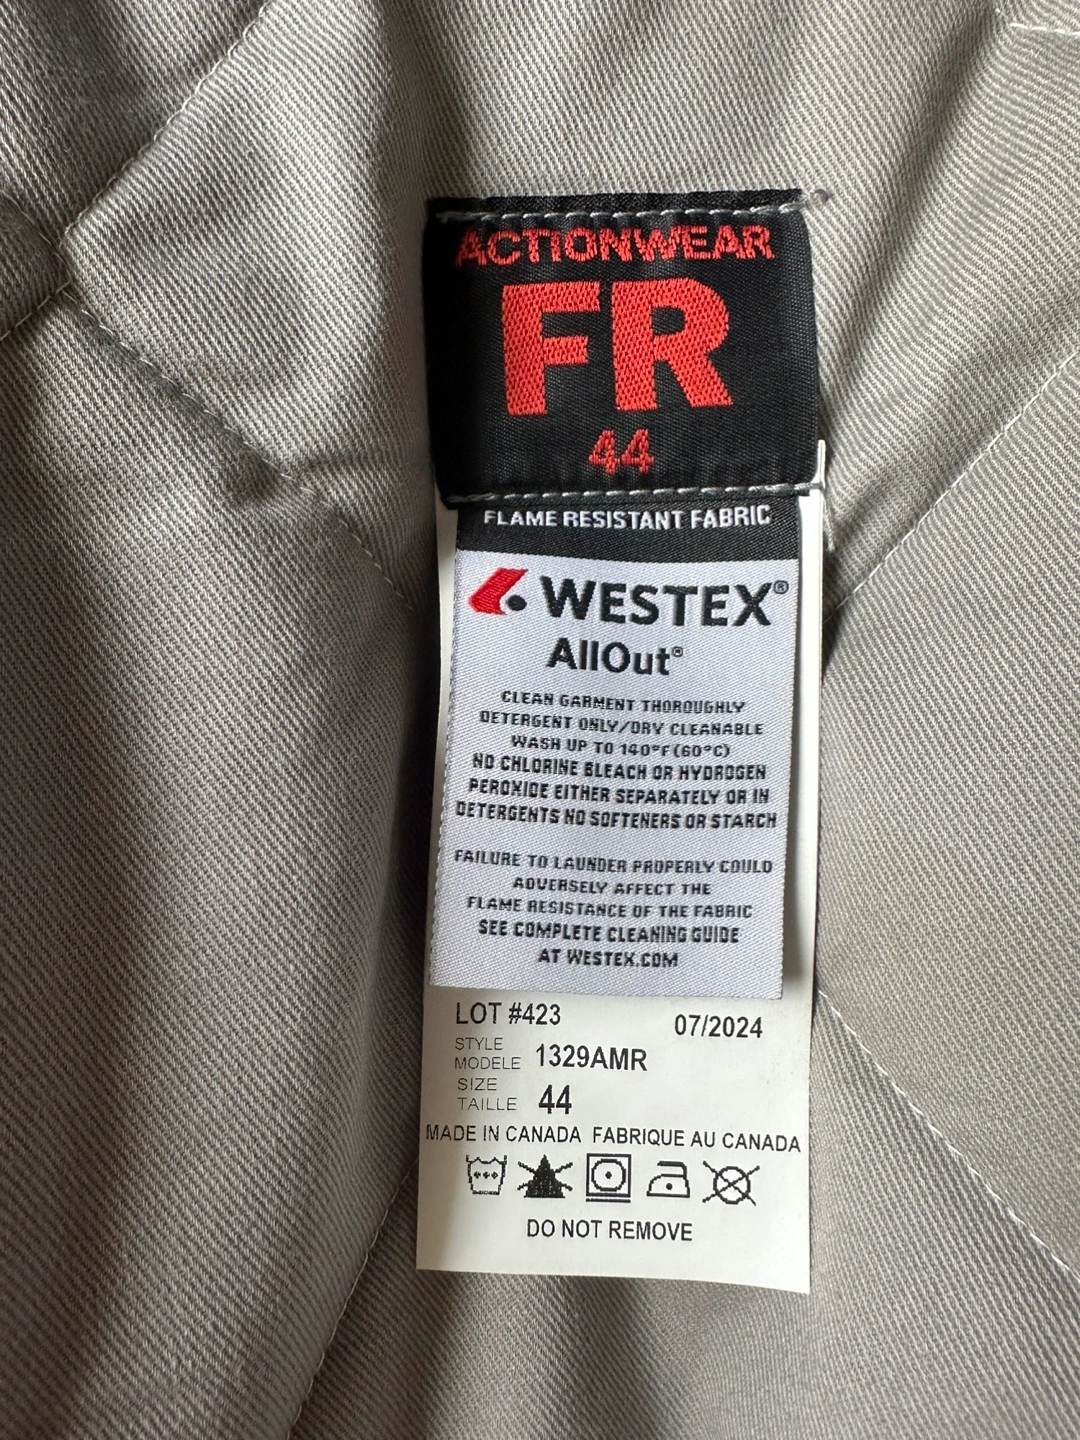 ACTIONWEAR
FR
44
FLAME RESISTANT FABRIC
WESTEX®
AllOut®
CLEAN GARMENT THOROUGHLY
DETERGENT ONLY/DRY CLEANABLE
WASH UP TO 140°F(60°C)
NO CHLORINE BLEACH OR HYDROGEN
PEROXIDE EITHER SEPARATELY OR IN
DETERGENTS NO SOFTENERS OR STARCH
FAILURE TO LAUNDER PROPERLY COULD
ADVERSELY AFFECT THE
FLAME RESISTANCE OF THE FABRIC
SEE COMPLETE CLEANING GUIDE
AT WESTEX.COM
LOT #423 07/2024
STYLE
MODELE 1329AMR
SIZE
TAILLE 44
MADE IN CANADA FABRIQUE AU CANADA
DO NOT REMOVE